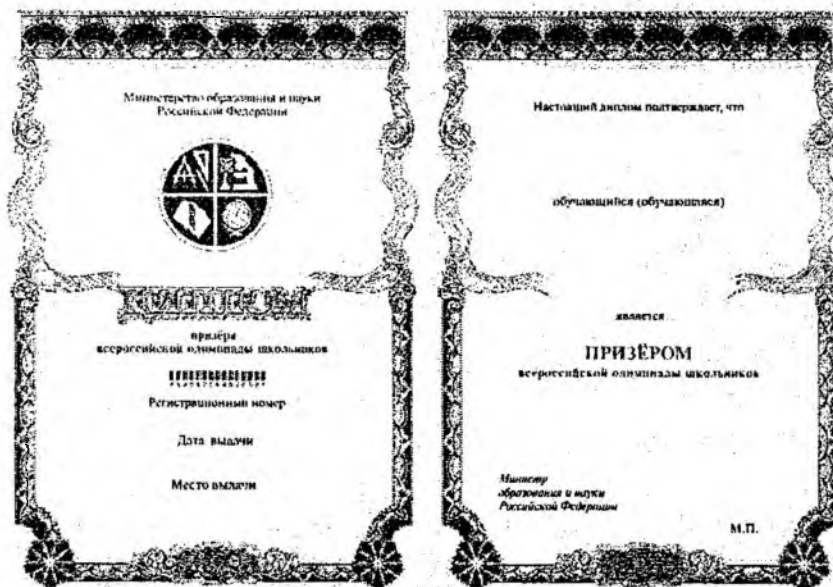 Министерство образования и науки
Российской Федерации
ДИПЛОМ
призёра
всероссийской олимпиады школьников
Регистрационный номер
Дата выдачи
Место выдачи
Настоящий диплом подтверждает, что
обучающийся (обучающаяся)
является
ПРИЗЁРОМ
всероссийской олимпиады школьников
Министр
образования и науки
Российской Федерации
М.П.